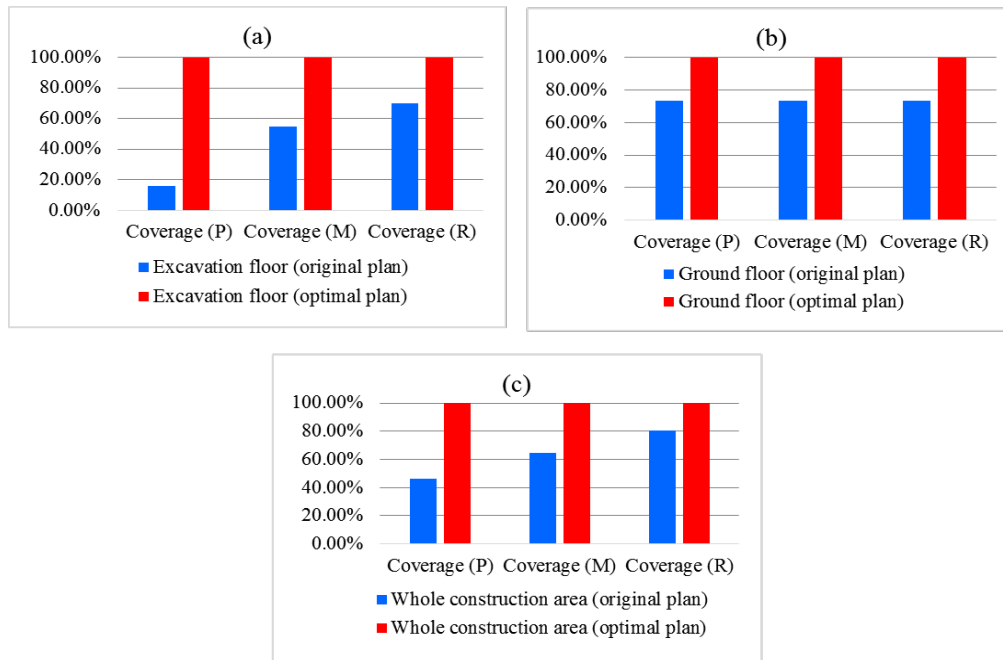 (a)
100.00%
80.00%
60.00%
40.00%
20.00%
0.00%
Coverage (P) Coverage (M) Coverage (R)
Excavation floor (original plan)
Excavation floor (optimal plan)
(b)
100.00%
80.00%
60.00%
40.00%
20.00%
0.00%
Coverage (P) Coverage (M) Coverage (R)
Ground floor (original plan)
Ground floor (optimal plan)
(c)
100.00%
80.00%
60.00%
40.00%
20.00%
0.00%
Coverage (P) Coverage (M) Coverage (R)
Whole construction area (original plan)
Whole construction area (optimal plan)